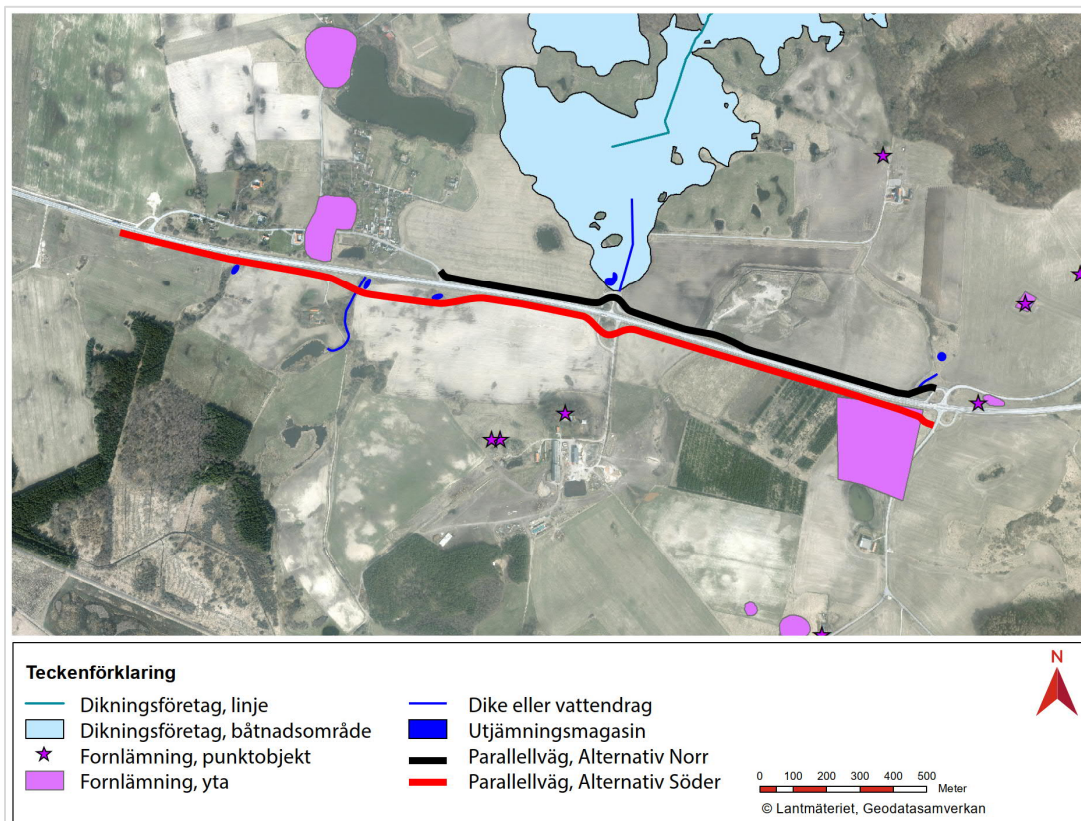 Teckenförklaring
Dikningsföretag, linje
Dikningsföretag, båtnadsområde
Fornlämning, punktobjekt
Fornlämning, yta
Dike eller vattendrag
Utjämningsmagasin
Parallellväg, Alternativ Norr
Parallellväg, Alternativ Söder
N
0 100 200 300 400 500
Meter
© Lantmäteriet, Geodatasamverkan